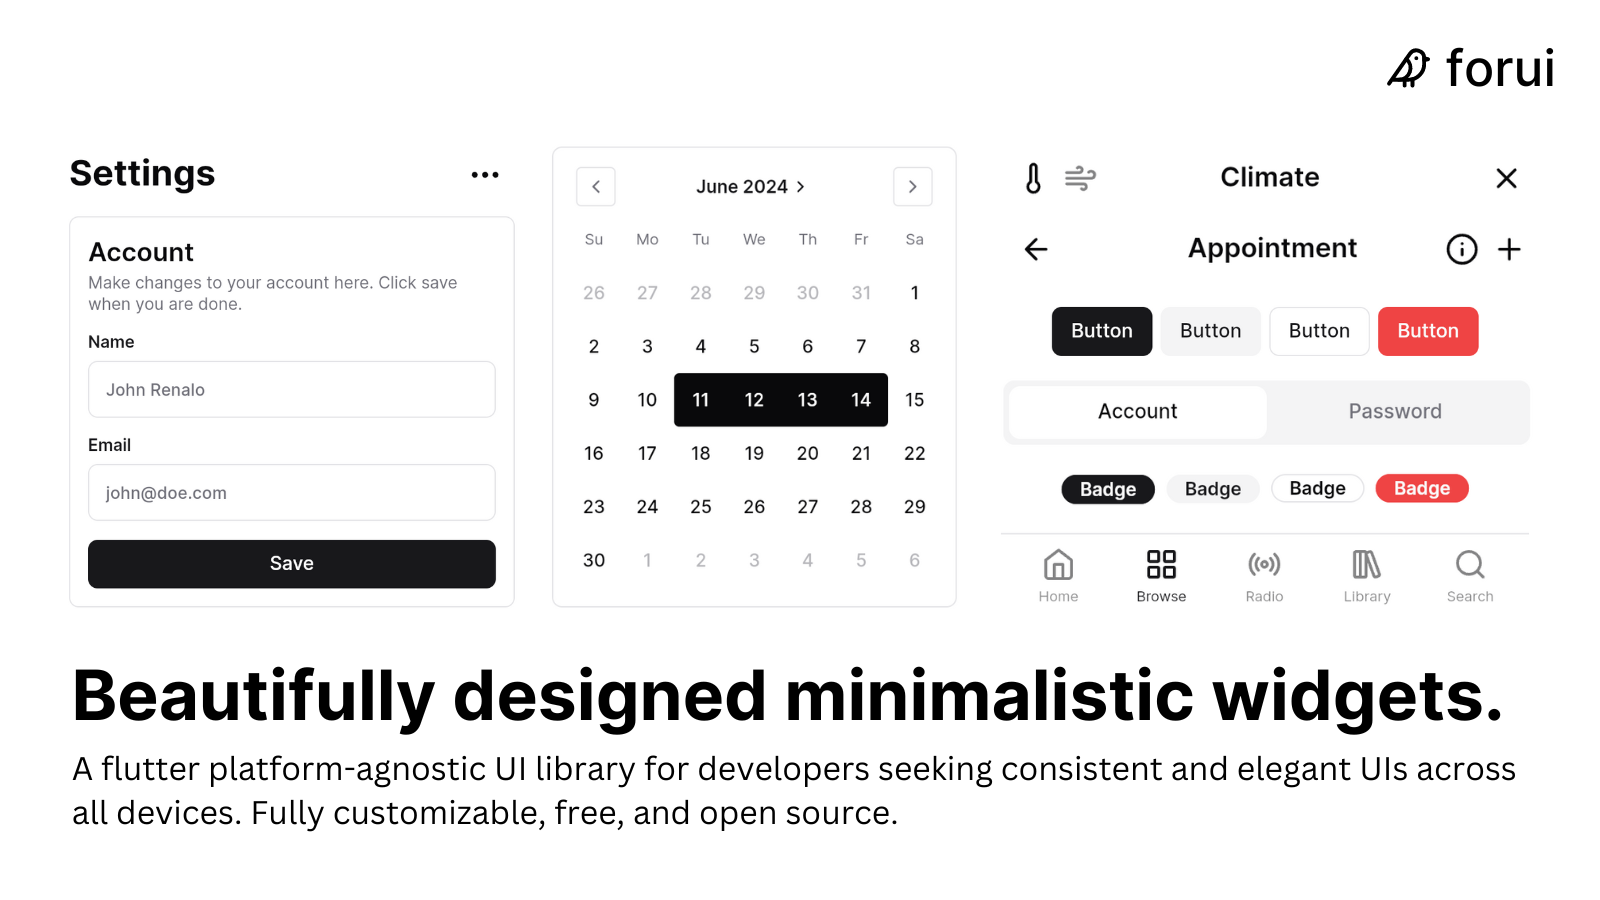 forui
Settings
Account
Make changes to your account here. Click save
when you are done.
Name
John Renalo
Email
john@doe.com
Save
June 2024
Su Mo Tu We Th Fr Sa
26 27 28 29 30 31 1
2 3 4 5 6 7 8
9 10 11 12 13 14 15
16 17 18 19 20 21 22
23 24 25 26 27 28 29
30 1 2 3 4 5 6
Climate
Appointment
Button Button Button Button
Account Password
Badge Badge Badge Badge
Home Browse Radio Library Search
Beautifully designed minimalistic widgets.
A flutter platform-agnostic UI library for developers seeking consistent and elegant UIs across
all devices. Fully customizable, free, and open source.